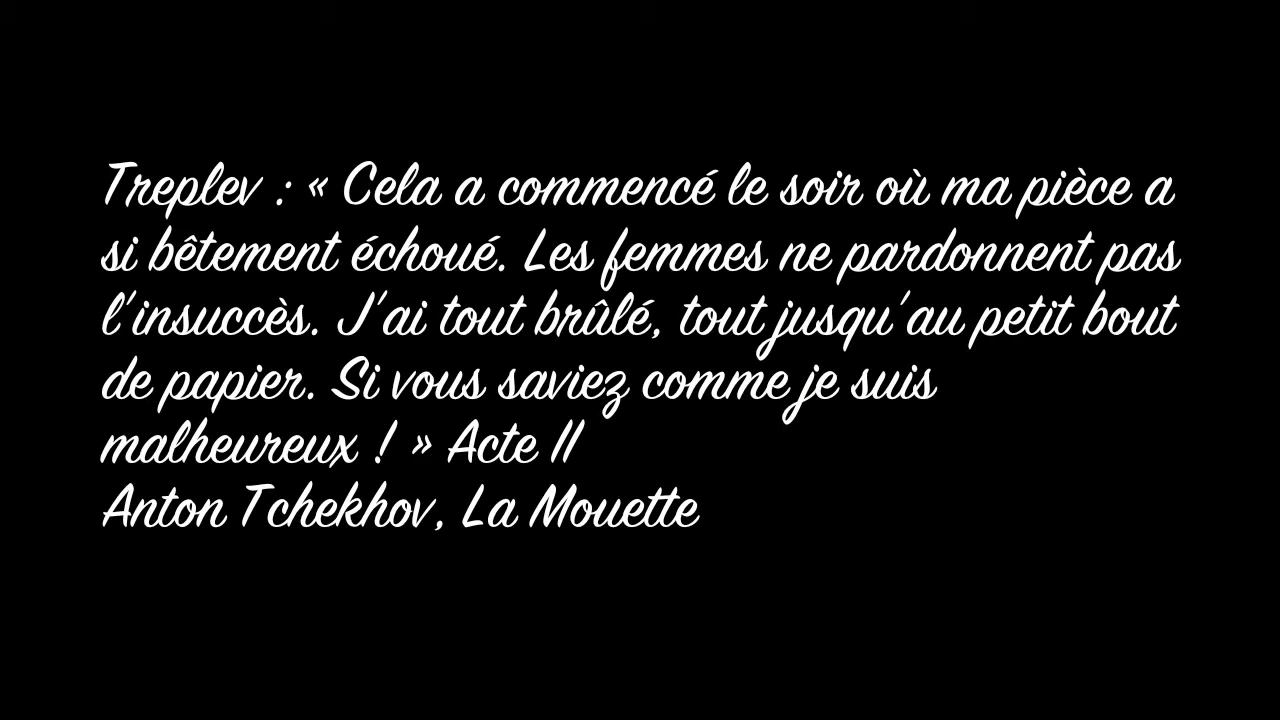 Treplev : « Cela a commencé le soir où ma pièce a
si bêtement échoué. Les femmes ne pardonnent pas
l'insuccès. J'ai tout brûlé, tout jusqu'au petit bout
de papier. Si vous saviez comme je suis
malheureux ! » Acte II
Anton Tchekhov, La Mouette